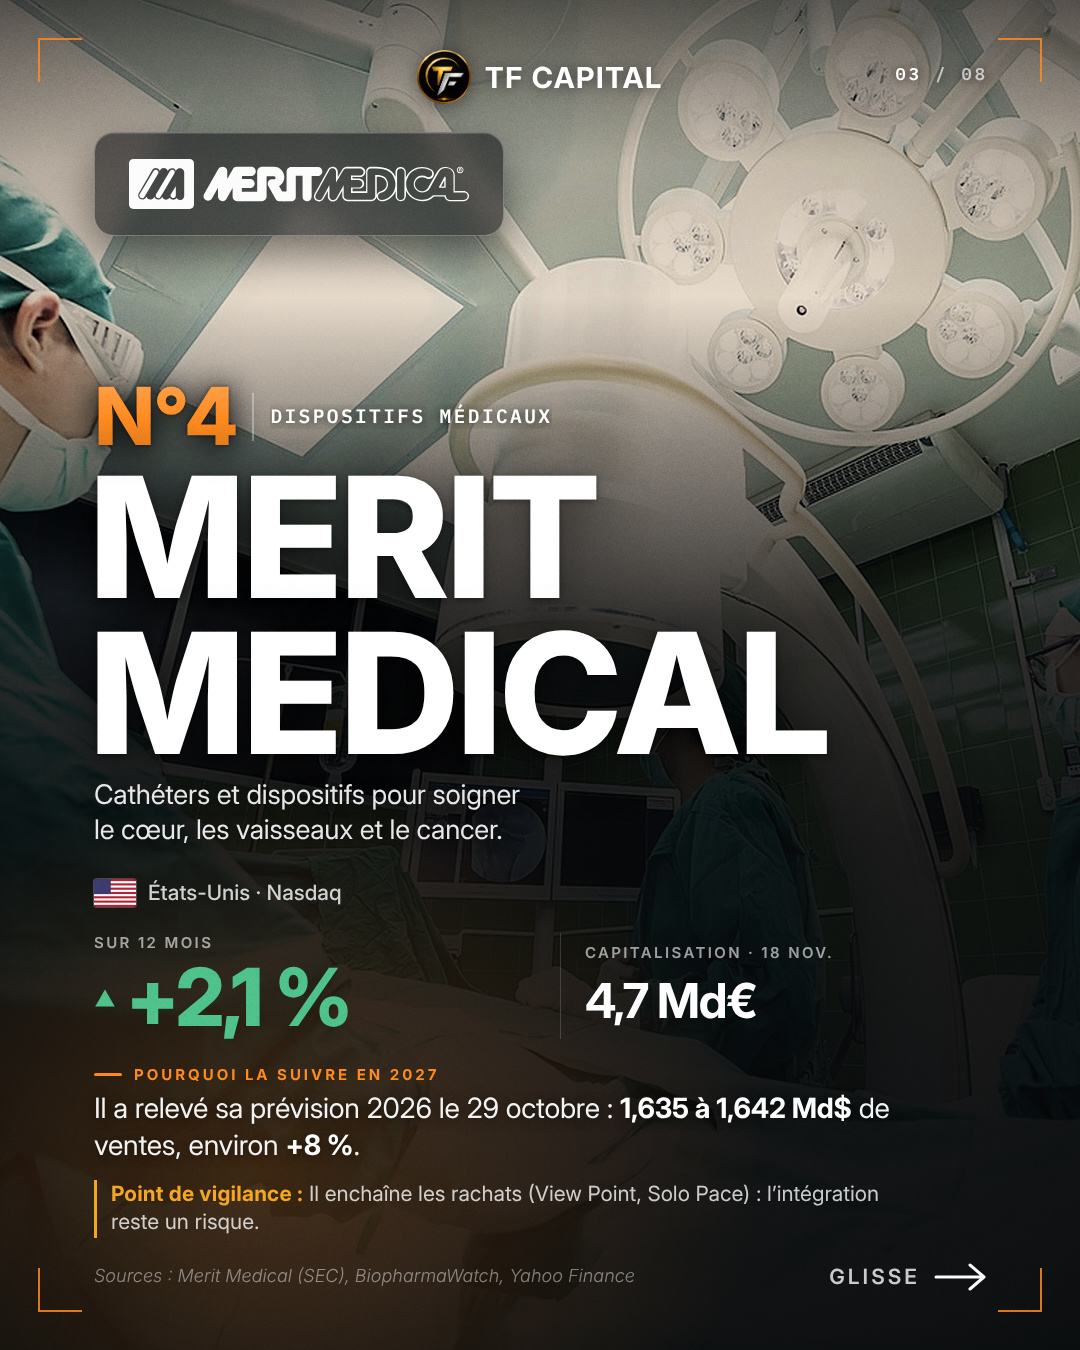 TF CAPITAL
03 / 08
MERITMEDICAL®
N°4
DISPOSITIFS MÉDICAUX
MERIT
MEDICAL
Cathéters et dispositifs pour soigner
le cœur, les vaisseaux et le cancer.
États-Unis · Nasdaq
SUR 12 MOIS
▲ +2,1 %
CAPITALISATION · 18 NOV.
4,7 Md€
POURQUOI LA SUIVRE EN 2027
Il a relevé sa prévision 2026 le 29 octobre : 1,635 à 1,642 Md$ de
ventes, environ +8 %.
Point de vigilance : Il enchaîne les rachats (View Point, Solo Pace) : l’intégration
reste un risque.
Sources : Merit Medical (SEC), BiopharmaWatch, Yahoo Finance
GLISSE →